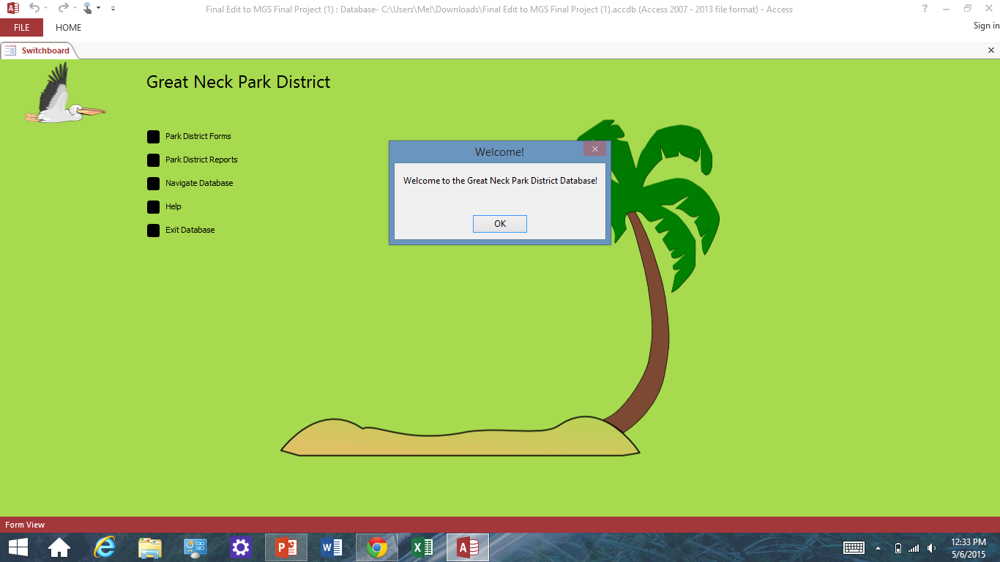 Final Edit to MGS Final Project (1) : Database- C:\Users\Me!\Downloads\Final Edit to MGS Final Project (1).accdb (Access 2007 - 2013 file format) - Access
FILE HOME Sign in
Switchboard
Great Neck Park District
Park District Forms
Park District Reports
Navigate Database
Help
Exit Database
Welcome!
Welcome to the Great Neck Park District Database!
OK
Form View
12:33 PM
5/6/2015